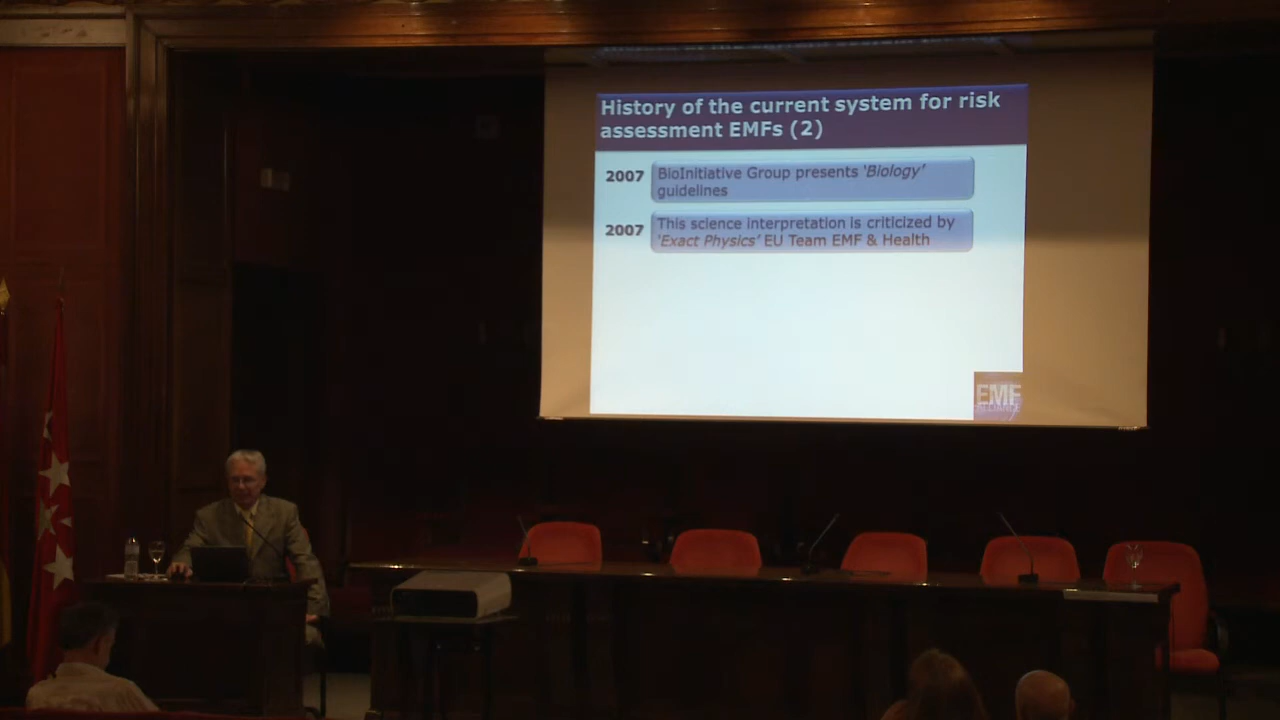 History of the current system for risk
assessment EMFs (2)
2007
BioInitiative Group presents ‘Biology’
guidelines
2007
This science interpretation is criticized by
‘Exact Physics’ EU Team EMF & Health
EMF
ALLIANCE